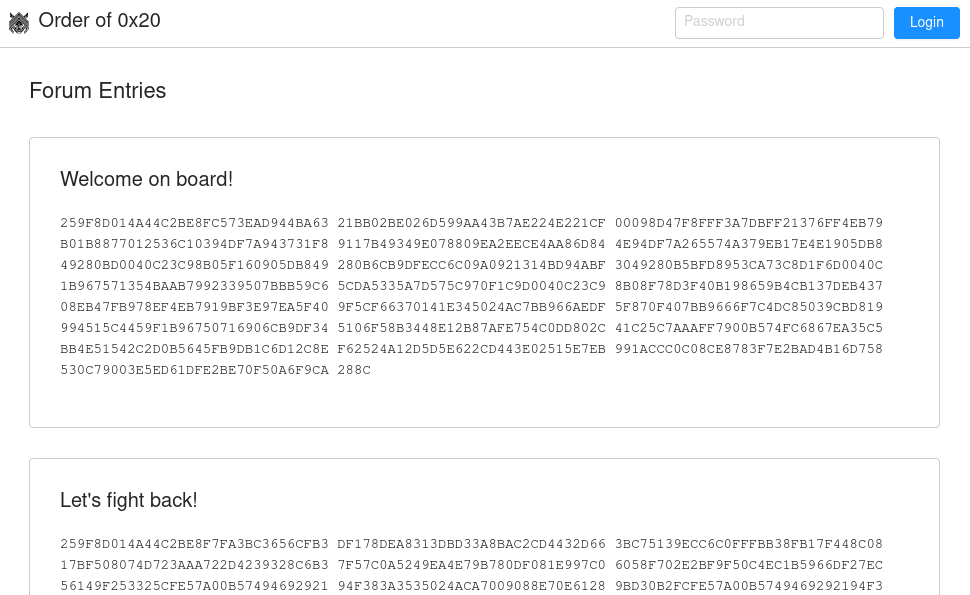 Order of 0x20
Password
Login
Forum Entries
Welcome on board!
259F8D014A44C2BE8FC573EAD944BA63 21BB02BE026D599AA43B7AE224E221CF 00098D47F8FFF3A7DBFF21376FF4EB79
B01B8877012536C10394DF7A943731F8 9117B49349E078809EA2EECE4AA86D84 4E94DF7A265574A379EB17E4E1905DB8
49280BD0040C23C98B05F160905DB849 280B6CB9DFECC6C09A0921314BD94ABF 3049280B5BFD8953CA73C8D1F6D0040C
1B967571354BAAB7992339507BBB59C6 5CDA5335A7D575C970F1C9D0040C23C9 8B08F78D3F40B198659B4CB137DEB437
08EB47FB978EF4EB7919BF3E97EA5F40 9F5CF66370141E345024AC7BB966AEDF 5F870F407BB9666F7C4DC85039CBD819
994515C4459F1B96750716906CB9DF34 5106F58B3448E12B87AFE754C0DD802C 41C25C7AAAFF7900B574FC6867EA35C5
BB4E51542C2D0B5645FB9DB1C6D12C8E F62524A12D5D5E622CD443E02515E7EB 991ACCC0C08CE8783F7E2BAD4B16D758
530C79003E5ED61DFE2BE70F50A6F9CA 288C
Let's fight back!
259F8D014A44C2BE8F7FA3BC3656CFB3 DF178DEA8313DBD33A8BAC2CD4432D66 3BC75139ECC6C0FFFBB38FB17F448C08
17BF508074D723AAA722D4239328C6B3 7F57C0A5249EA4E79B780DF081E997C0 6058F702E2BF9F50C4EC1B5966DF27EC
56149F253325CFE57A00B57494692921 94F383A3535024ACA7009088E70E6128 9BD30B2FCFE57A00B5749469292194F3